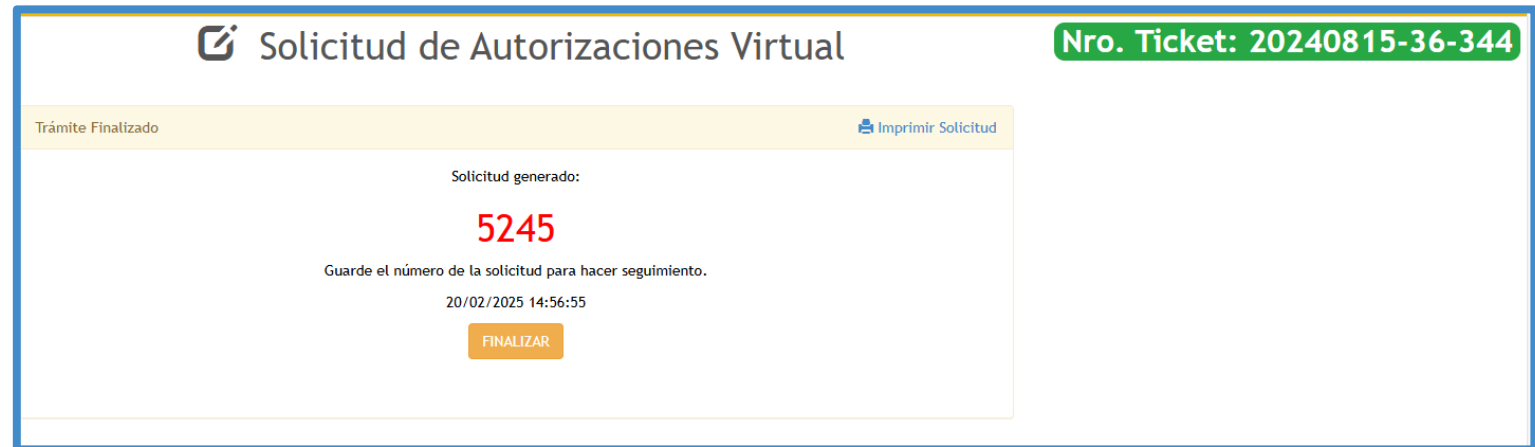 Solicitud de Autorizaciones Virtual
Nro. Ticket: 20240815-36-344
Trámite Finalizado
Imprimir Solicitud
Solicitud generado:
5245
Guarde el número de la solicitud para hacer seguimiento.
20/02/2025 14:56:55
FINALIZAR